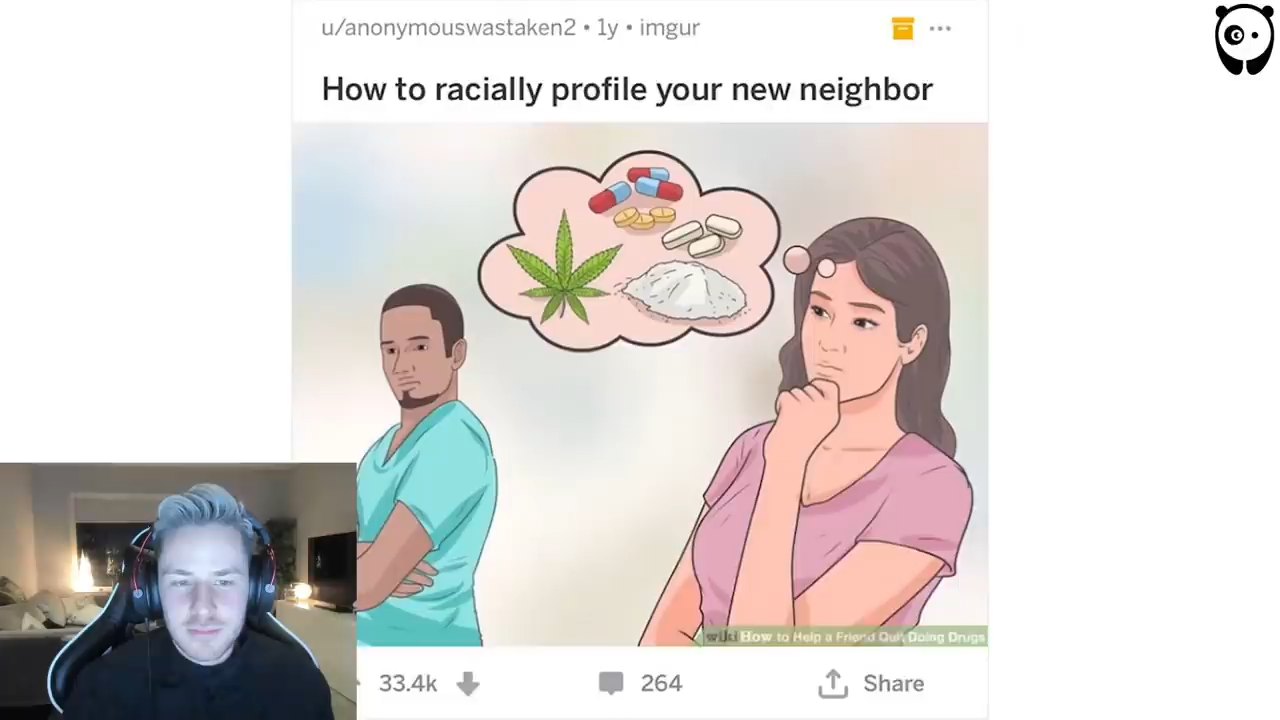 u/anonymouswastaken2 • 1y • imgur
How to racially profile your new neighbor
wikiHow to Help a Friend Quit Doing Drugs
33.4k 264 Share